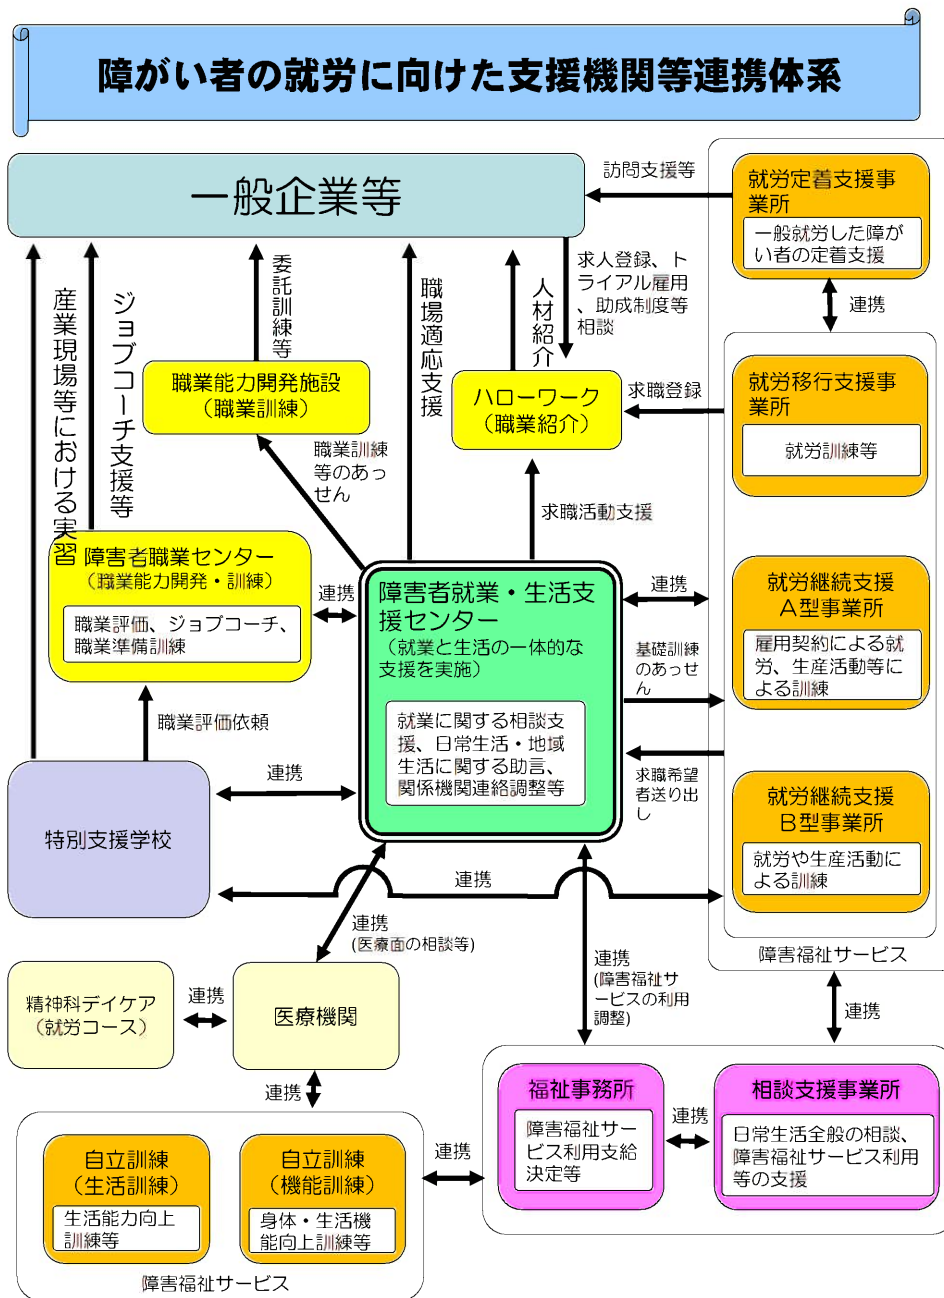 障がい者の就労に向けた支援機関等連携体系
一般企業等
訪問支援等
就労定着支援事
業所
一般就労した障が
い者の定着支援
連携
産業現場等における実習
ジョブコーチ支援等
委託訓練等
職場適応支援
人材紹介
求人登録、ト
ライアル雇用
、助成制度等
相談
職業能力開発施設
（職業訓練）
ハローワーク
（職業紹介）
求職登録
就労移行支援事
業所
就労訓練等
職業訓練
等のあっ
せん
求職活動支援
障害者職業センター
（職業能力開発・訓練）
職業評価、ジョブコーチ、
職業準備訓練
連携
障害者就業・生活支
援センター
（就業と生活の一体的な
支援を実施）
就業に関する相談支
援、日常生活・地域
生活に関する助言、
関係機関連絡調整等
連携
基礎訓練
のあっせ
ん
求職希望
者送り出
し
就労継続支援
Ａ型事業所
雇用契約による就
労、生産活動等に
よる訓練
就労継続支援
Ｂ型事業所
就労や生産活動に
よる訓練
障害福祉サービス
職業評価依頼
特別支援学校
連携
連携
連携
(医療面の相談等)
連携
(障害福祉サ
ービスの利用
調整)
連携
精神科デイケア
（就労コース）
連携
医療機関
連携
福祉事務所
障害福祉サー
ビス利用支給
決定等
連携
相談支援事業所
日常生活全般の相談、
障害福祉サービス利用
等の支援
自立訓練
（生活訓練）
生活能力向上
訓練等
自立訓練
（機能訓練）
身体・生活機
能向上訓練等
連携
障害福祉サービス